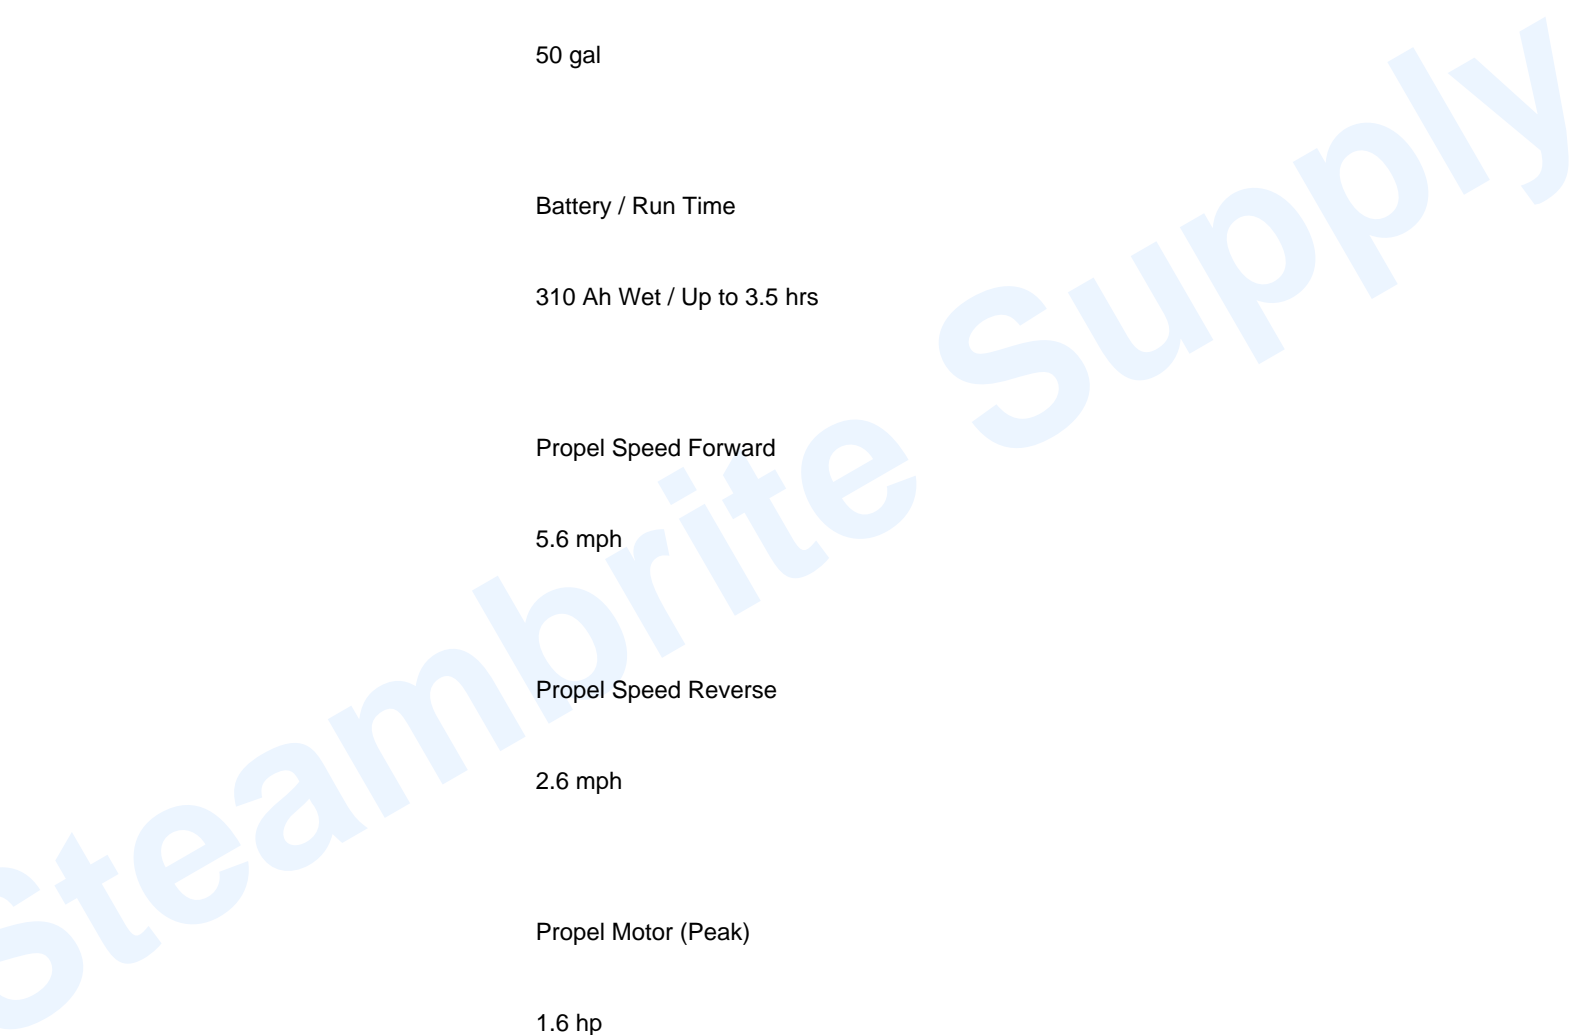 50 gal
Battery / Run Time
310 Ah Wet / Up to 3.5 hrs
Propel Speed Forward
5.6 mph
Propel Speed Reverse
2.6 mph
Propel Motor (Peak)
1.6 hp
Steambrite Supply